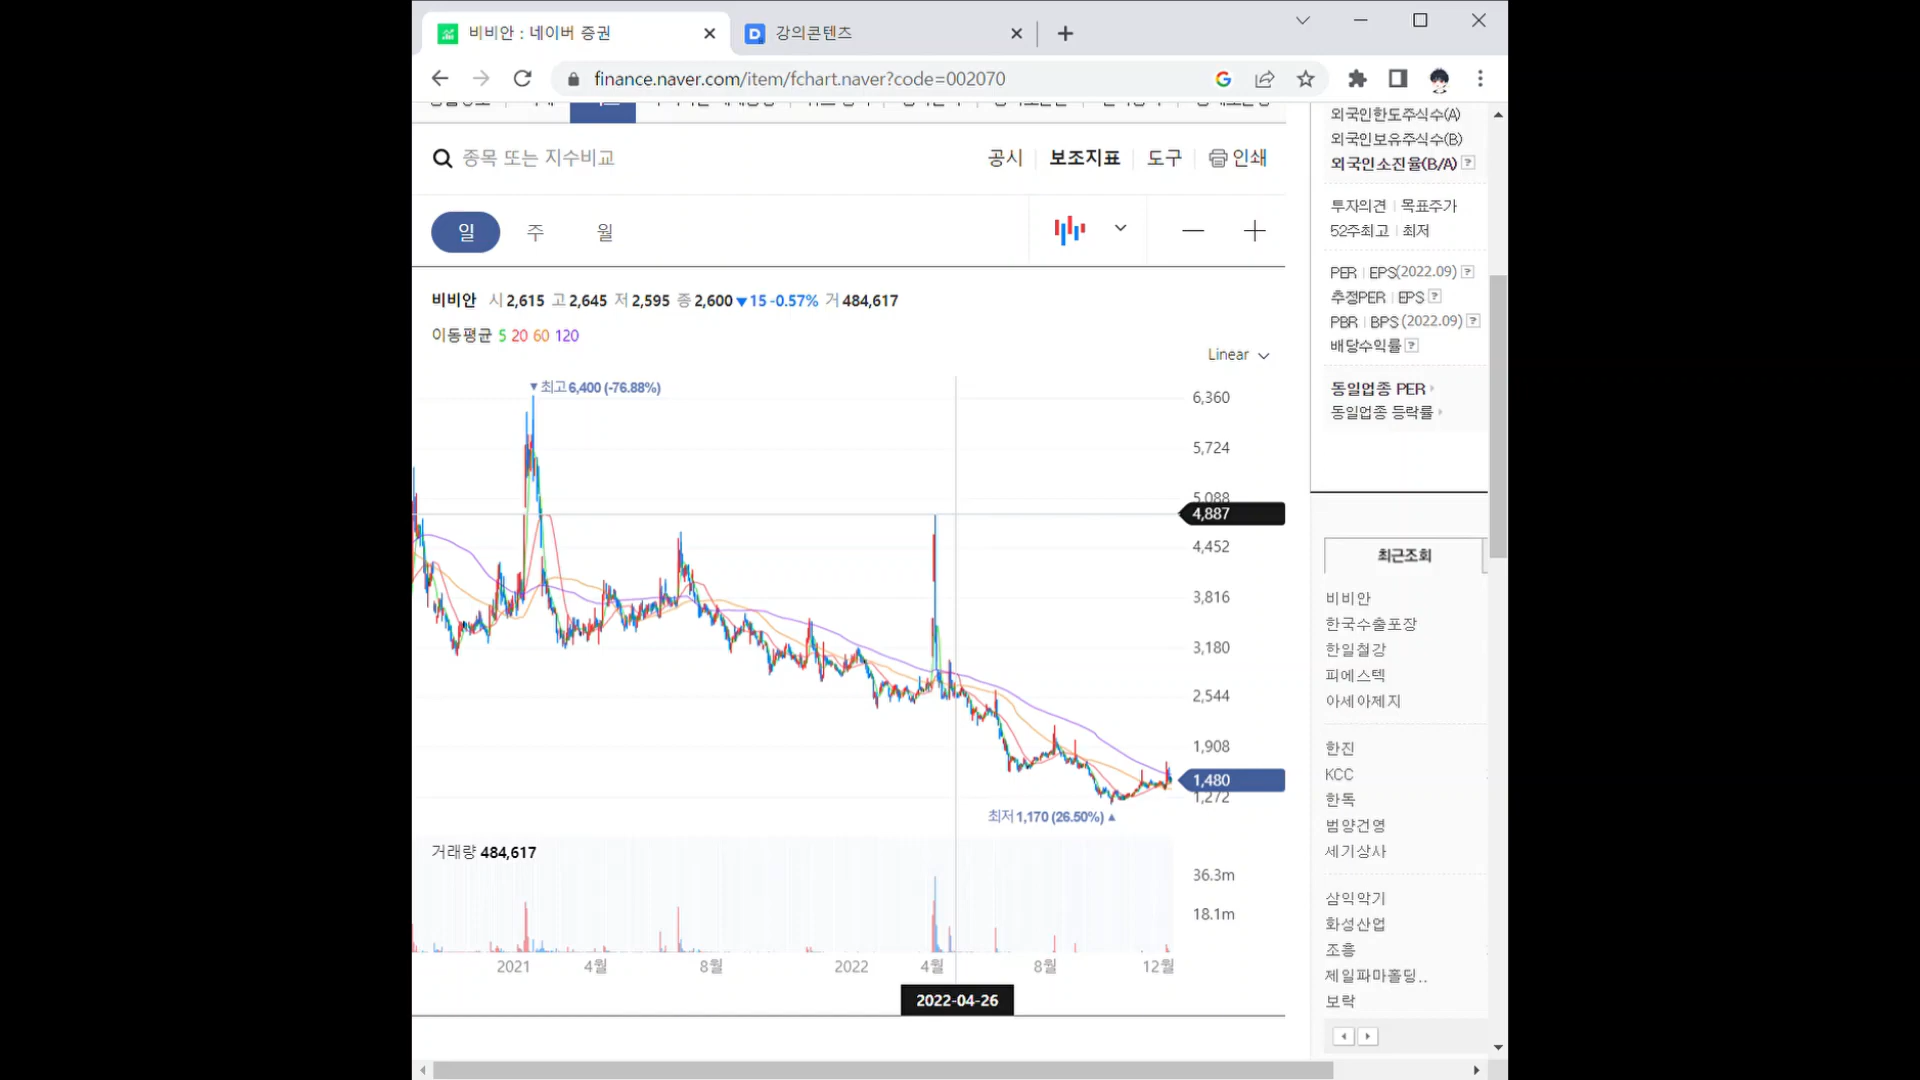 비비안 : 네이버 증권
강의콘텐츠
finance.naver.com/item/fchart.naver?code=002070
종목 또는 지수비교
공시 보조지표 도구 인쇄
일 주 월
비비안 시 2,615 고 2,645 저 2,595 종 2,600 ▼15 -0.57% 거 484,617
이동평균 5 20 60 120
Linear
▼최고 6,400 (-76.88%)
6,360
5,724
5,088
4,887
4,452
3,816
3,180
2,544
1,908
1,480
1,272
최저 1,170 (26.50%) ▲
거래량 484,617
36.3m
18.1m
2021 4월 8월 2022 4월 8월 12월
2022-04-26
외국인한도주식수(A)
외국인보유주식수(B)
외국인소진율(B/A) ?
투자의견 | 목표주가
52주최고 | 최저
PER | EPS(2022.09) ?
추정PER | EPS ?
PBR | BPS (2022.09) ?
배당수익률 ?
동일업종 PER
동일업종 등락률
최근조회
비비안
한국수출포장
한일철강
피에스텍
아세아제지
한진
KCC
한독
범양건영
세기상사
삼익악기
화성산업
조흥
제일파마홀딩..
보락